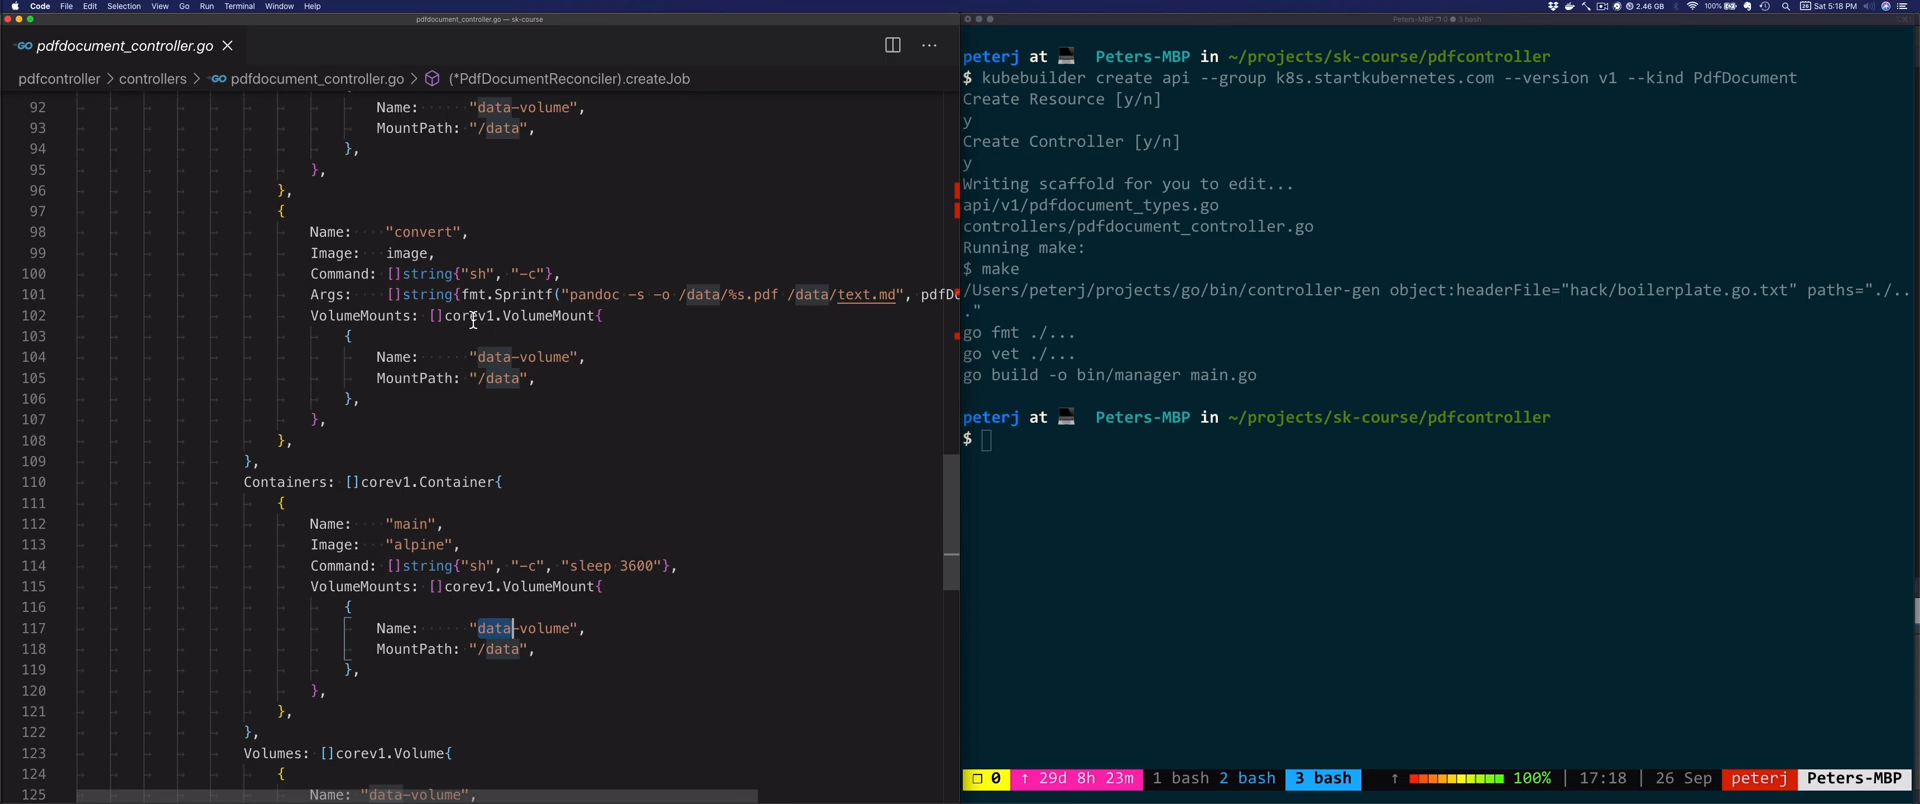 Code File Edit Selection View Go Run Terminal Window Help
2.46 GB 100% Sat 5:18 PM
pdfdocument_controller.go — sk-course
pdfdocument_controller.go
pdfcontroller > controllers > pdfdocument_controller.go > (*PdfDocumentReconciler).createJob
92 Name: "data-volume",
93 MountPath: "/data",
94 },
95 },
96 },
97 {
98 Name: "convert",
99 Image: image,
100 Command: []string{"sh", "-c"},
101 Args: []string{fmt.Sprintf("pandoc -s -o /data/%s.pdf /data/text.md", pdfDo
102 VolumeMounts: []corev1.VolumeMount{
103 {
104 Name: "data-volume",
105 MountPath: "/data",
106 },
107 },
108 },
109 },
110 Containers: []corev1.Container{
111 {
112 Name: "main",
113 Image: "alpine",
114 Command: []string{"sh", "-c", "sleep 3600"},
115 VolumeMounts: []corev1.VolumeMount{
116 {
117 Name: "data-volume",
118 MountPath: "/data",
119 },
120 },
121 },
122 },
123 Volumes: []corev1.Volume{
124 {
125 Name: "data-volume",
peterj at 💻 Peters-MBP in ~/projects/sk-course/pdfcontroller
$ kubebuilder create api --group k8s.startkubernetes.com --version v1 --kind PdfDocument
Create Resource [y/n]
y
Create Controller [y/n]
y
Writing scaffold for you to edit...
api/v1/pdfdocument_types.go
controllers/pdfdocument_controller.go
Running make:
$ make
/Users/peterj/projects/go/bin/controller-gen object:headerFile="hack/boilerplate.go.txt" paths="./..
."
go fmt ./...
go vet ./...
go build -o bin/manager main.go
peterj at 💻 Peters-MBP in ~/projects/sk-course/pdfcontroller
$
❐ 0 ↑ 29d 8h 23m 1 bash 2 bash 3 bash ↑ 100% | 17:18 | 26 Sep peterj Peters-MBP